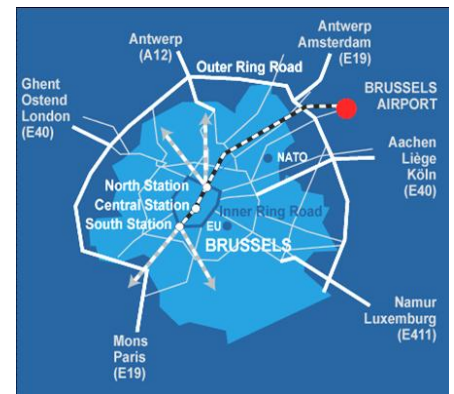 Antwerp
(A12)
Antwerp
Amsterdam
(E19)
Outer Ring Road
Ghent
Ostend
London
(E40)
BRUSSELS
AIRPORT
NATO
Aachen
Liège
Köln
(E40)
North Station
Central Station
Inner Ring Road
South Station
EU
BRUSSELS
Namur
Luxemburg
(E411)
Mons
Paris
(E19)